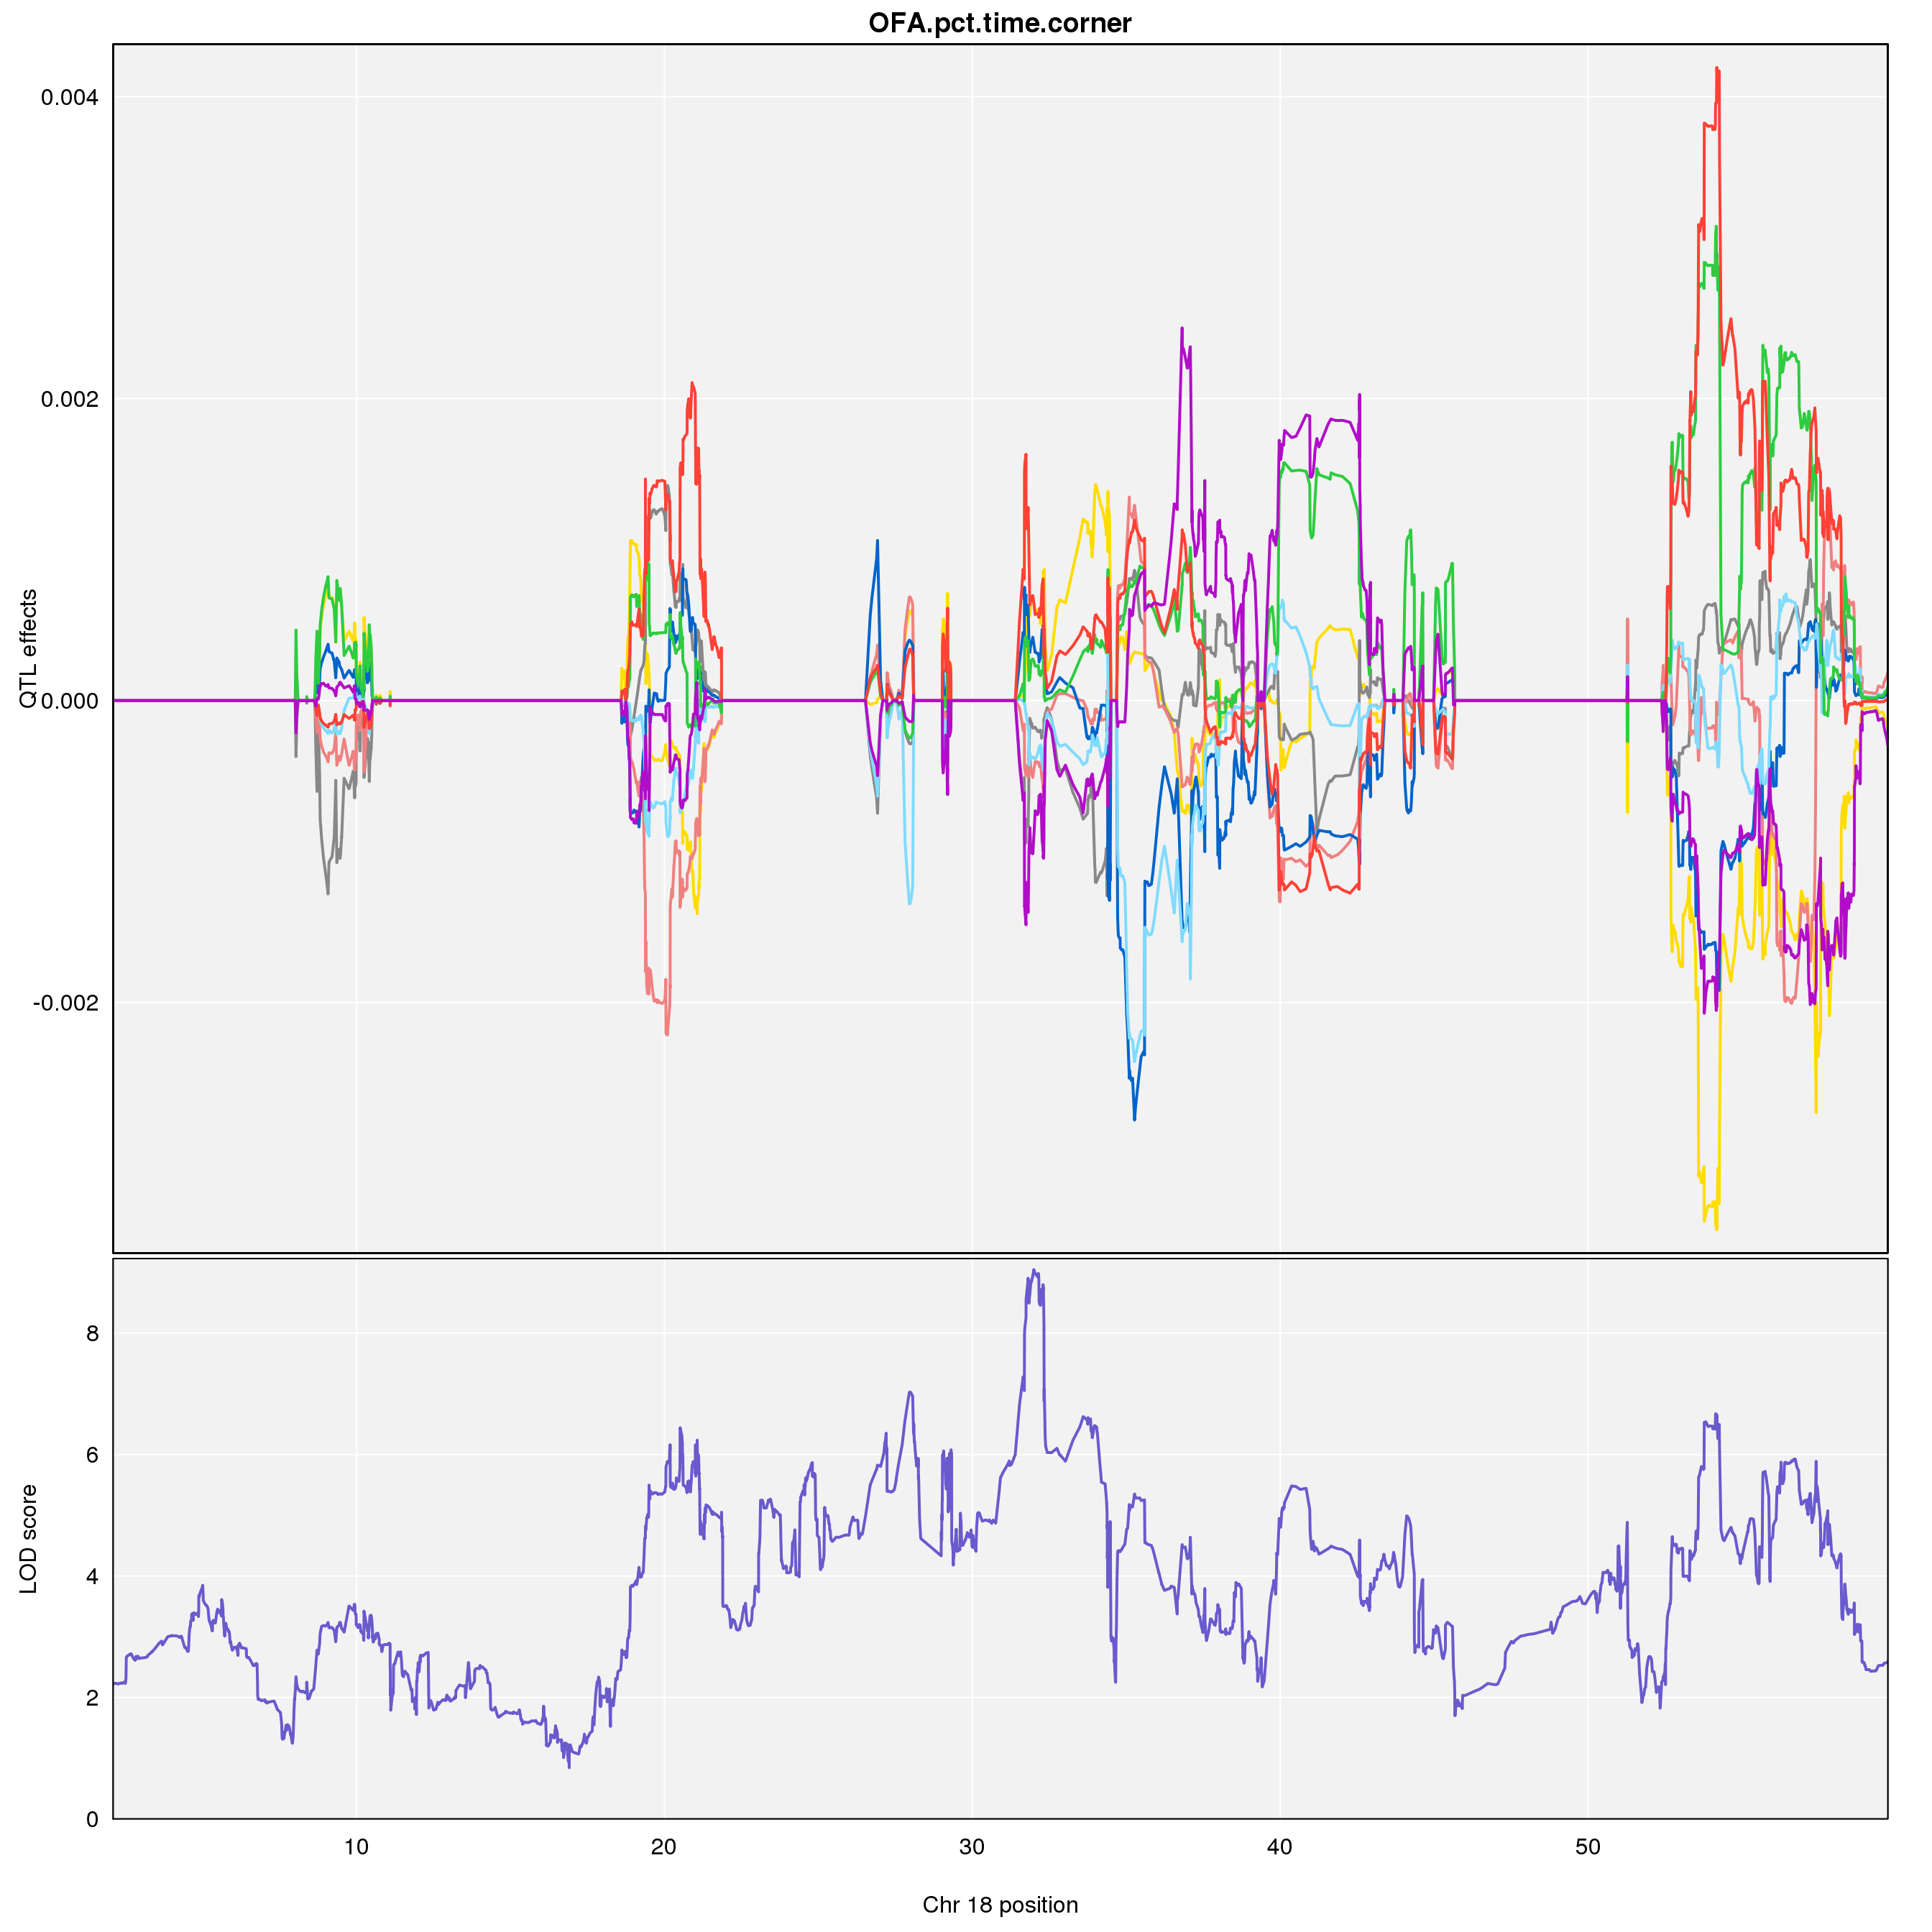 OFA.pct.time.corner
0.004
0.002
0.000
-0.002
QTL effects
8
6
4
2
0
LOD score
10 20 30 40 50
Chr 18 position